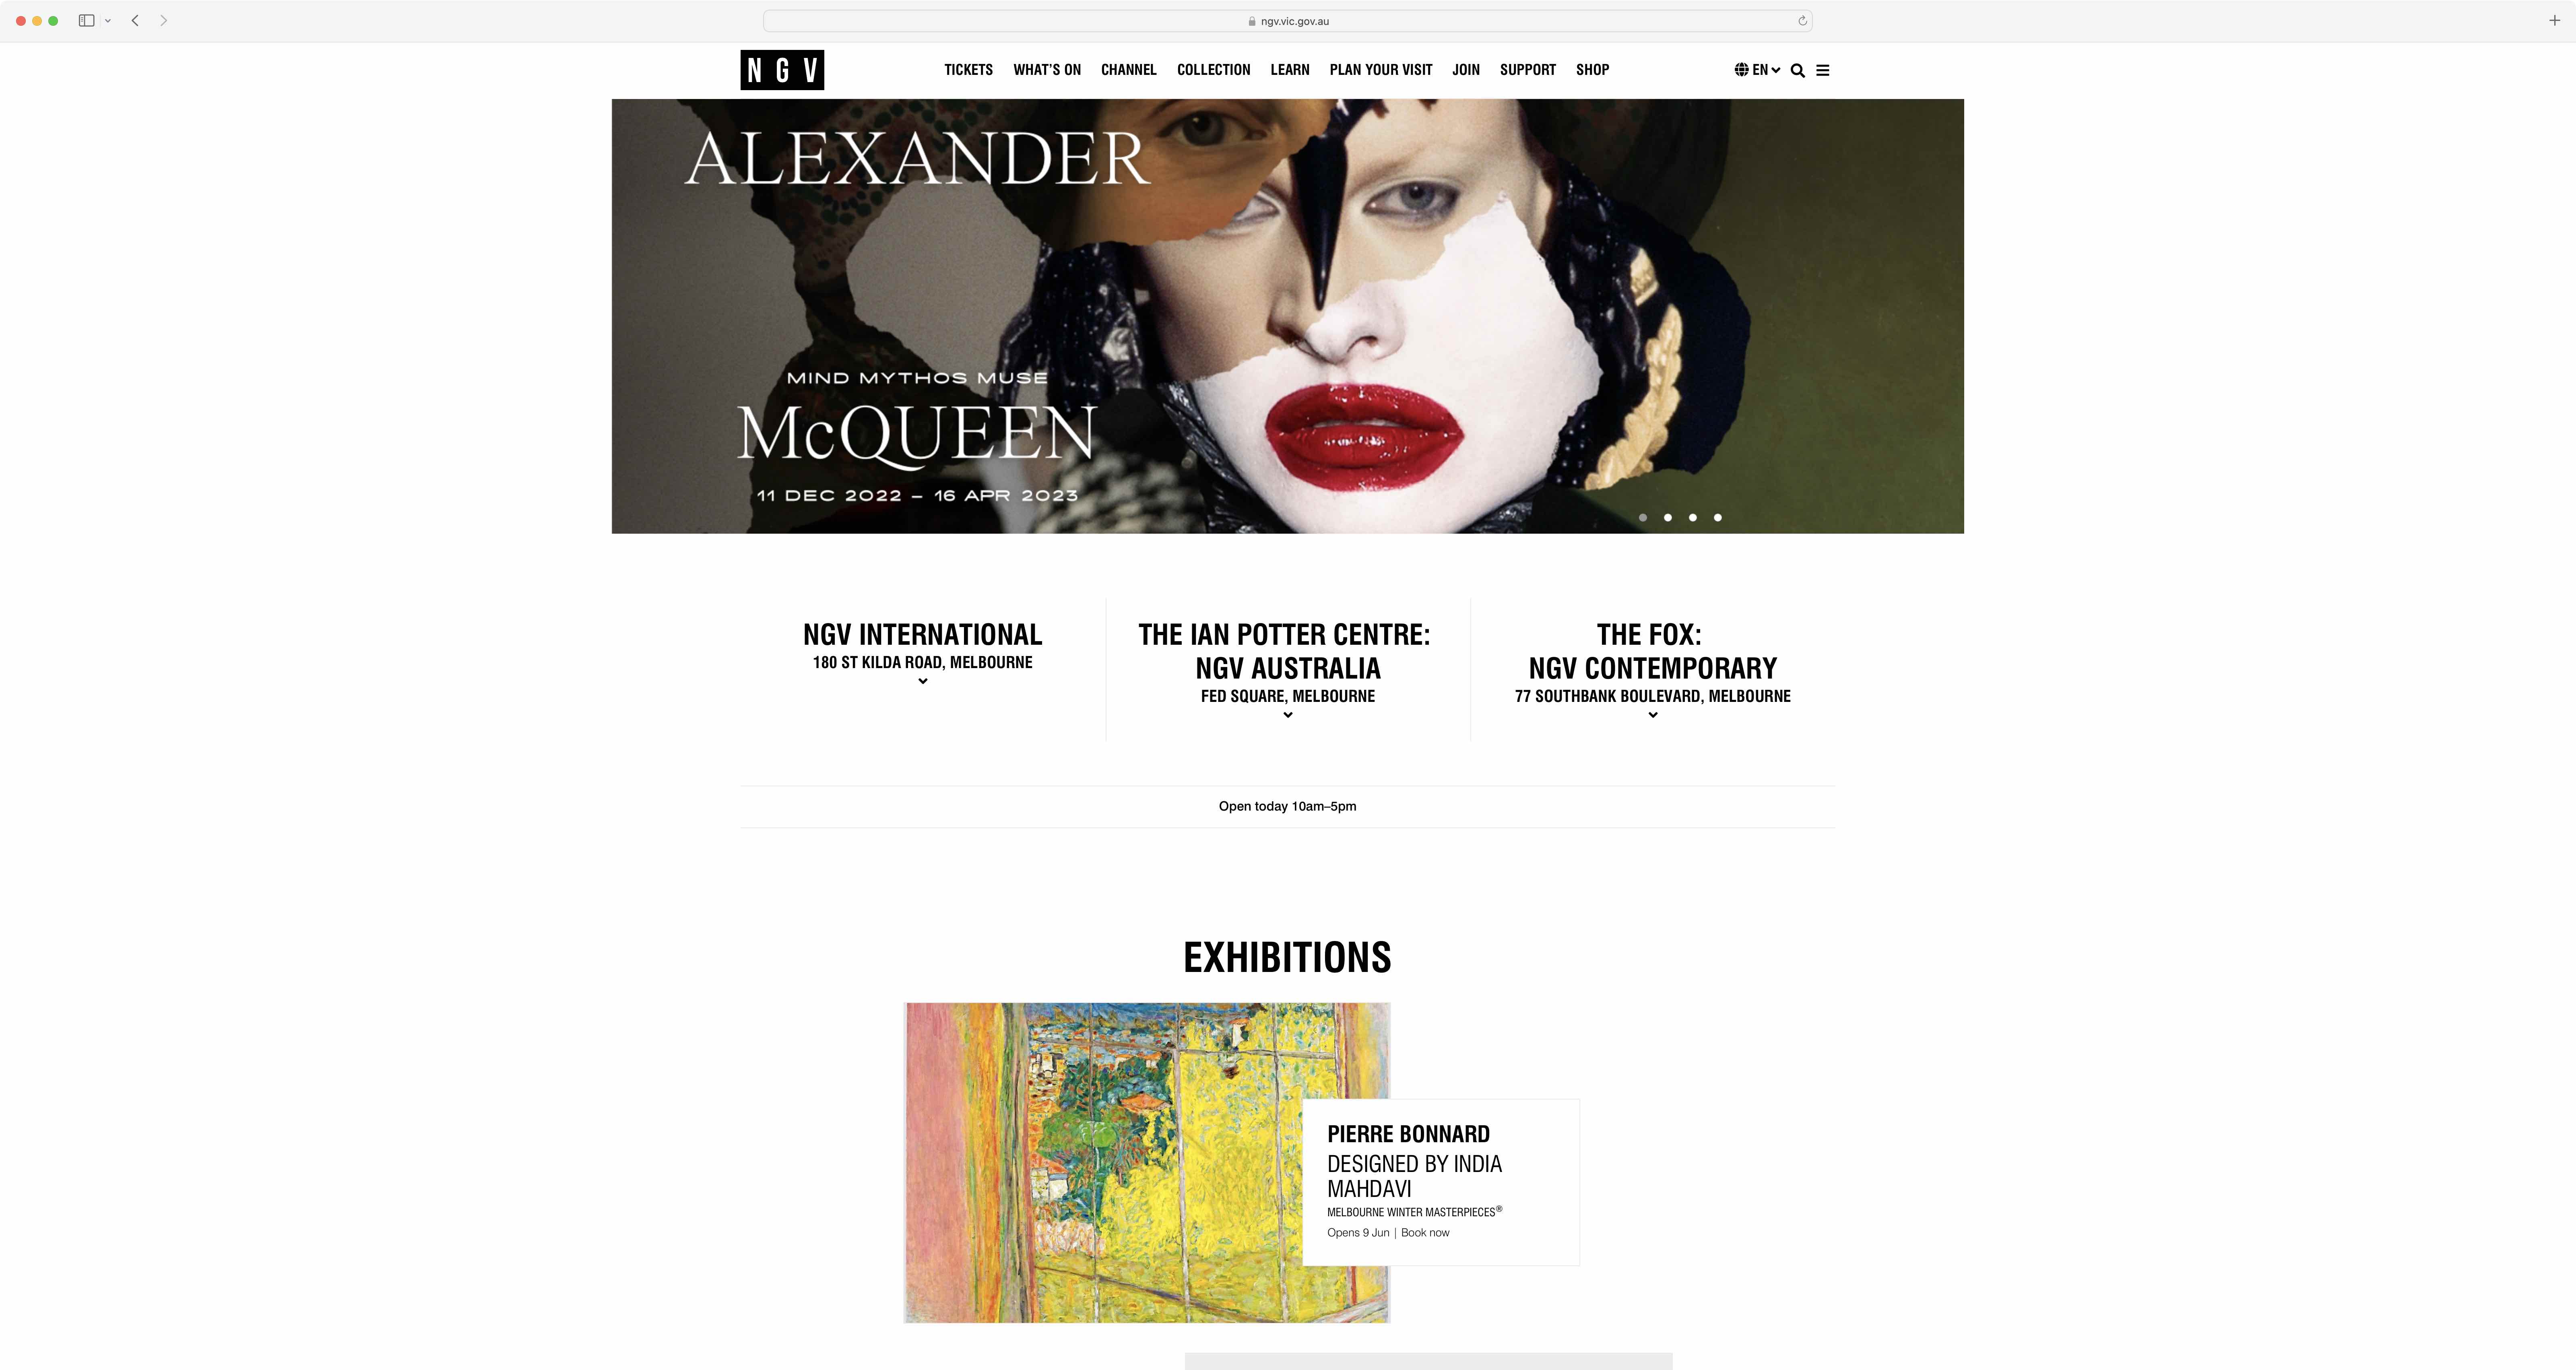 ngv.vic.gov.au
NGV
TICKETS WHAT'S ON CHANNEL COLLECTION LEARN PLAN YOUR VISIT JOIN SUPPORT SHOP
EN
ALEXANDER
MIND MYTHOS MUSE
McQUEEN
11 DEC 2022 – 16 APR 2023
NGV INTERNATIONAL
180 ST KILDA ROAD, MELBOURNE
THE IAN POTTER CENTRE:
NGV AUSTRALIA
FED SQUARE, MELBOURNE
THE FOX:
NGV CONTEMPORARY
77 SOUTHBANK BOULEVARD, MELBOURNE
Open today 10am–5pm
EXHIBITIONS
PIERRE BONNARD
DESIGNED BY INDIA
MAHDAVI
MELBOURNE WINTER MASTERPIECES®
Opens 9 Jun | Book now